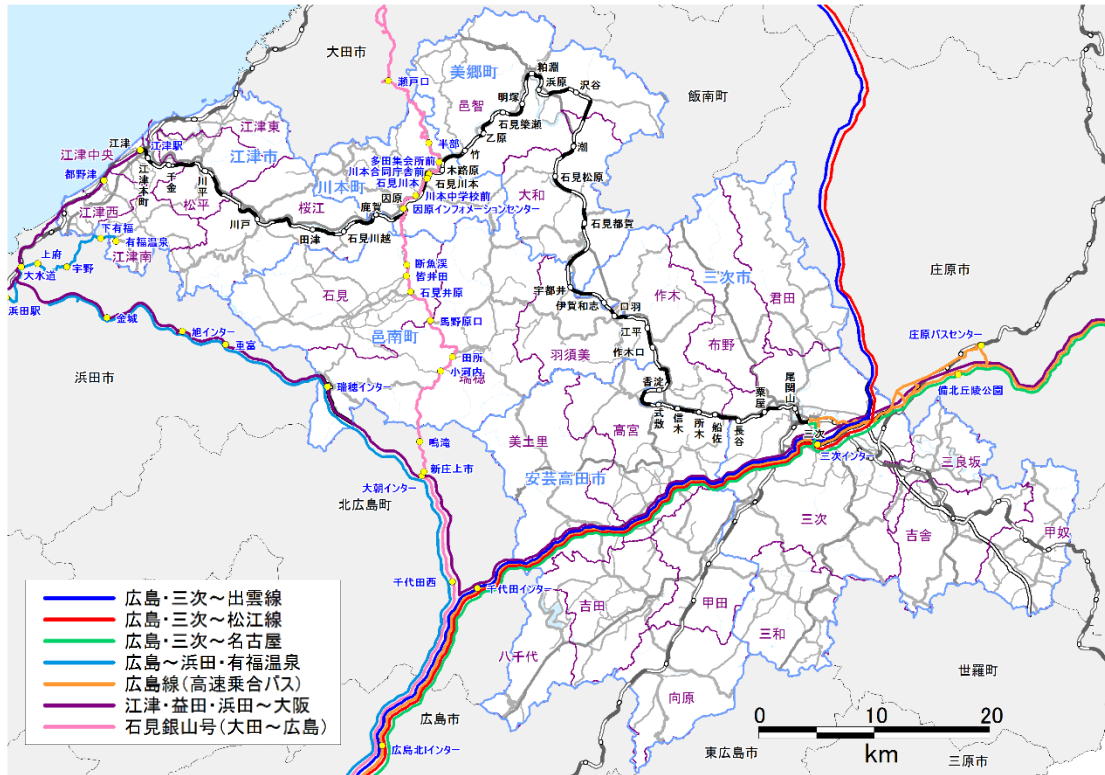 大田市
瀬戸口
美郷町
粕淵
浜原
沢谷
飯南町
邑智
明塚
石見簗瀬
乙原
竹
半部
多田集会所前
川本合同庁舎前
木路原
石見川本
石見川本
川本中学校前
川本町
因原
因原インフォメーションセンター
鹿賀
石見川越
田津
川戸
桜江
江津東
江津市
江津
江津駅
江津中央
都野津
江津本町
千金
川平
松平
江津西
下有福
有福温泉
江津南
上府
宇野
大水道
浜田駅
金城
旭インター
重富
瑞穂インター
浜田市
潮
石見松原
大和
石見都賀
宇都井
伊賀和志
口羽
江平
作木口
香淀
式敷
信木
所木
船佐
長谷
粟屋
尾関山
三次
三次インター
断魚渓
皆井田
石見井原
馬野原口
石見
邑南町
田所
小河内
瑞穂
羽須美
鳴滝
新庄上市
大朝インター
北広島町
千代田西
千代田インター
三次市
作木
君田
布野
庄原市
庄原バスセンター
備北丘陵公園
美土里
高宮
安芸高田市
三良坂
三次
吉舎
甲奴
吉田
甲田
三和
八千代
向原
世羅町
広島市
広島北インター
東広島市
三原市
広島・三次～出雲線
広島・三次～松江線
広島・三次～名古屋
広島～浜田・有福温泉
広島線(高速乗合バス)
江津・益田・浜田～大阪
石見銀山号(大田～広島)
0 10 20
km